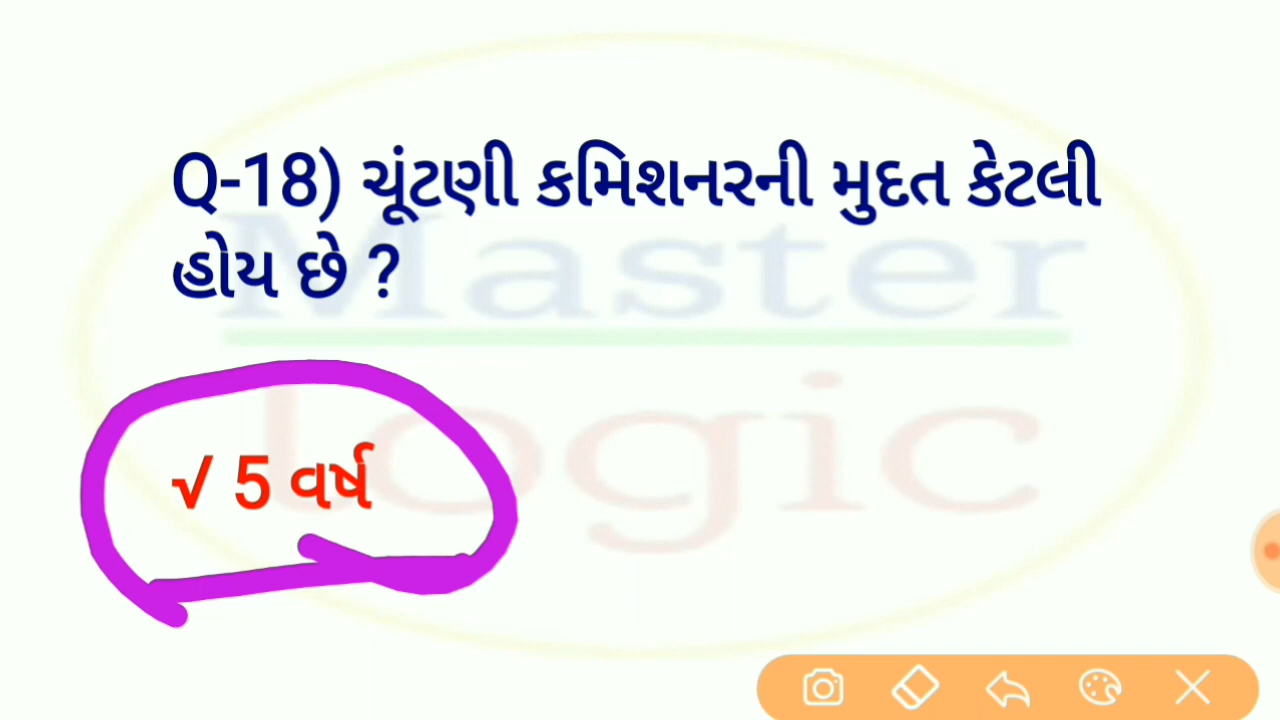 Q-18) ચૂંટણી કમિશનરની મુદત કેટલી
હોય છે ?
Master
Logic
√ 5 વર્ષ